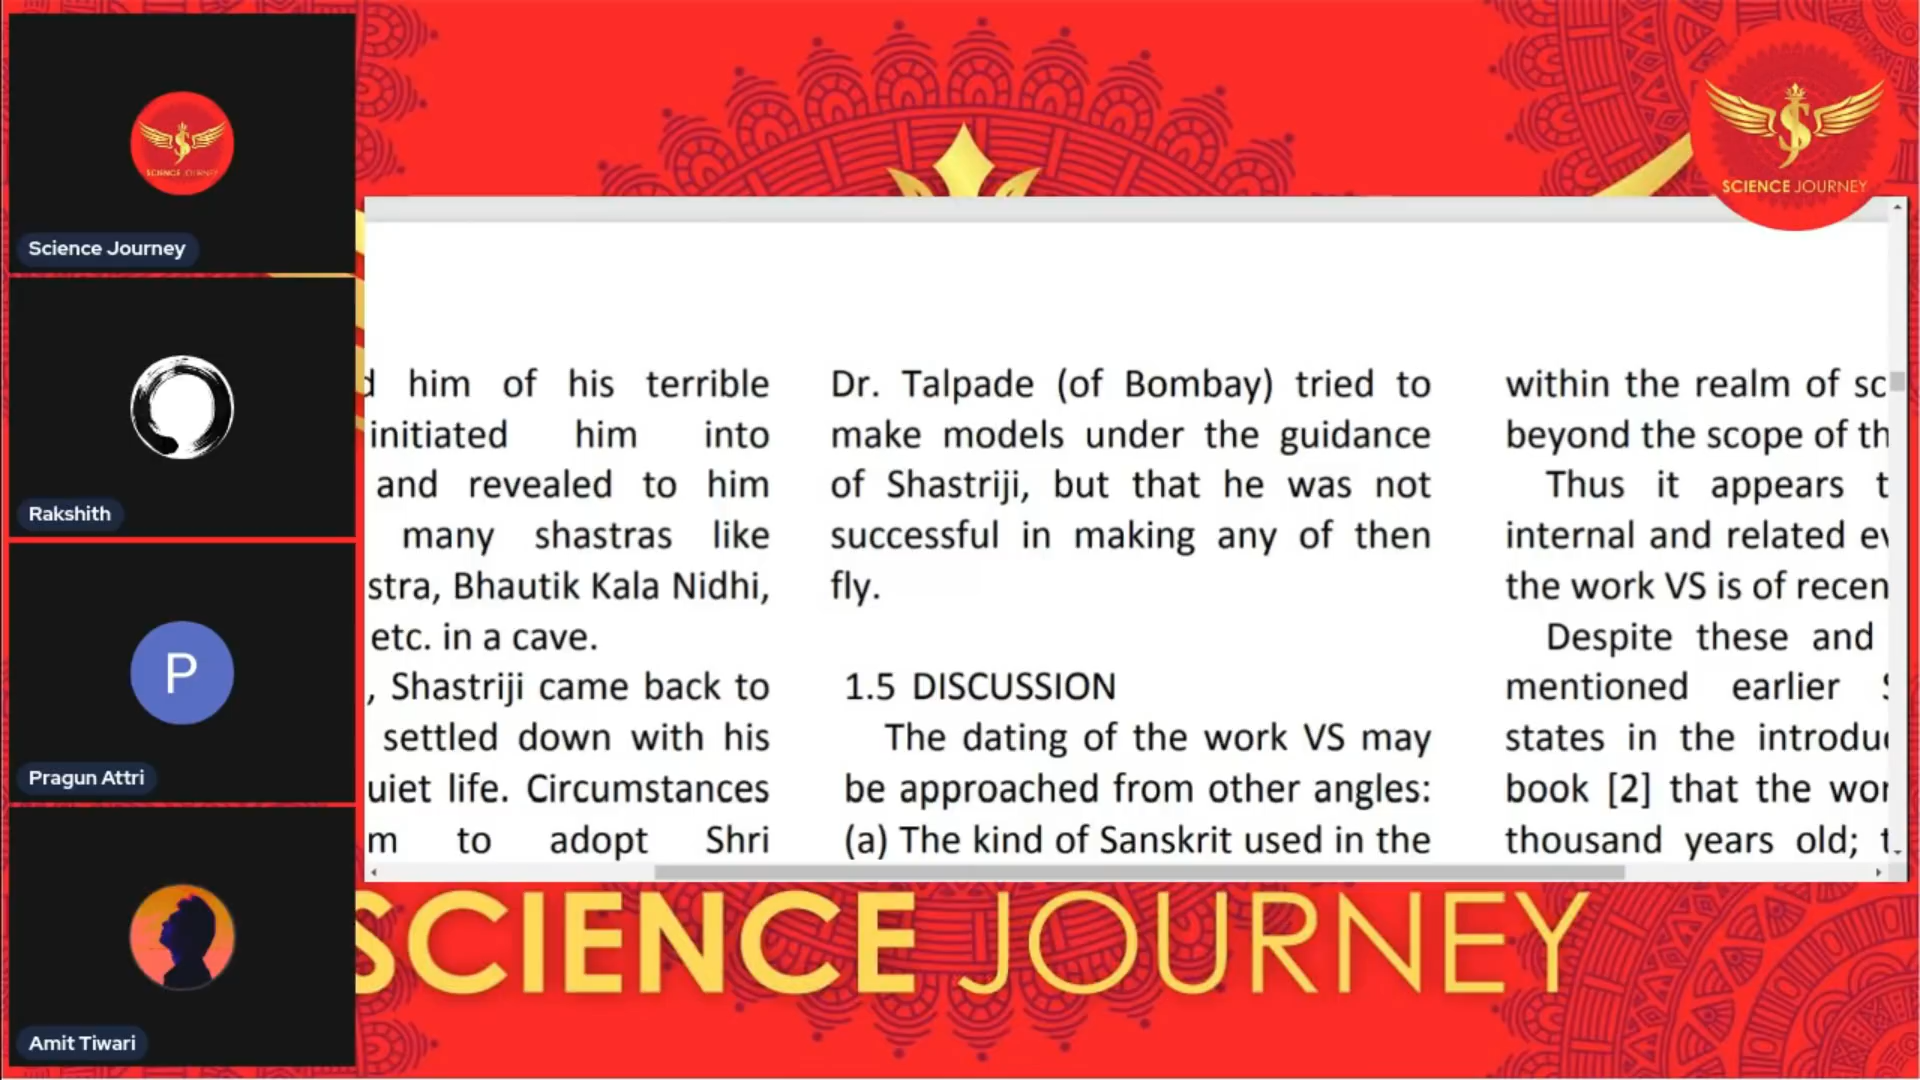 SCIENCE JOURNEY
Science Journey
Rakshith
P
Pragun Attri
Amit Tiwari
SCIENCE JOURNEY
him of his terrible
initiated him into
and revealed to him
many shastras like
stra, Bhautik Kala Nidhi,
etc. in a cave.
, Shastriji came back to
settled down with his
uiet life. Circumstances
m to adopt Shri
Dr. Talpade (of Bombay) tried to
make models under the guidance
of Shastriji, but that he was not
successful in making any of then
fly.
1.5 DISCUSSION
The dating of the work VS may
be approached from other angles:
(a) The kind of Sanskrit used in the
within the realm of sc
beyond the scope of th
Thus it appears t
internal and related ev
the work VS is of recen
Despite these and
mentioned earlier S
states in the introdu
book [2] that the wor
thousand years old; t
SCIENCE JOURNEY